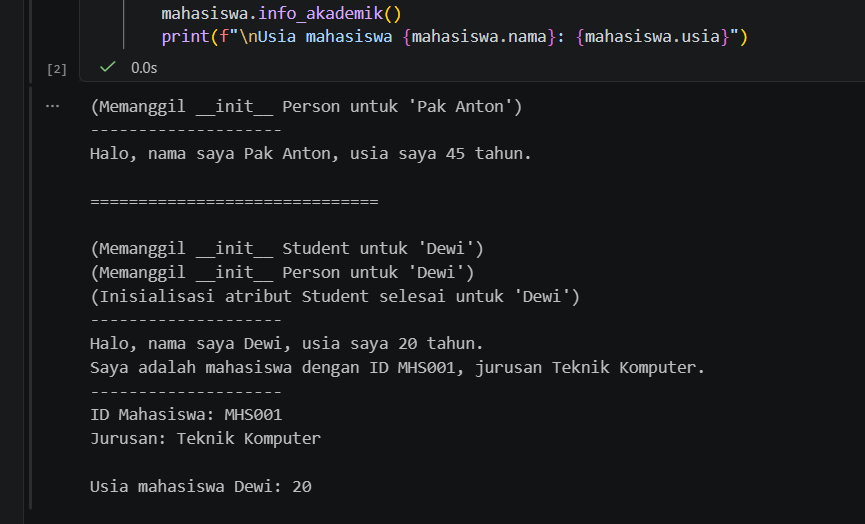 mahasiswa.info_akademik()
print(f"\nUsia mahasiswa {mahasiswa.nama}: {mahasiswa.usia}")
[2]
0.0s
...
(Memanggil __init__ Person untuk 'Pak Anton')
--------------------
Halo, nama saya Pak Anton, usia saya 45 tahun.
==============================
(Memanggil __init__ Student untuk 'Dewi')
(Memanggil __init__ Person untuk 'Dewi')
(Inisialisasi atribut Student selesai untuk 'Dewi')
--------------------
Halo, nama saya Dewi, usia saya 20 tahun.
Saya adalah mahasiswa dengan ID MHS001, jurusan Teknik Komputer.
--------------------
ID Mahasiswa: MHS001
Jurusan: Teknik Komputer
Usia mahasiswa Dewi: 20